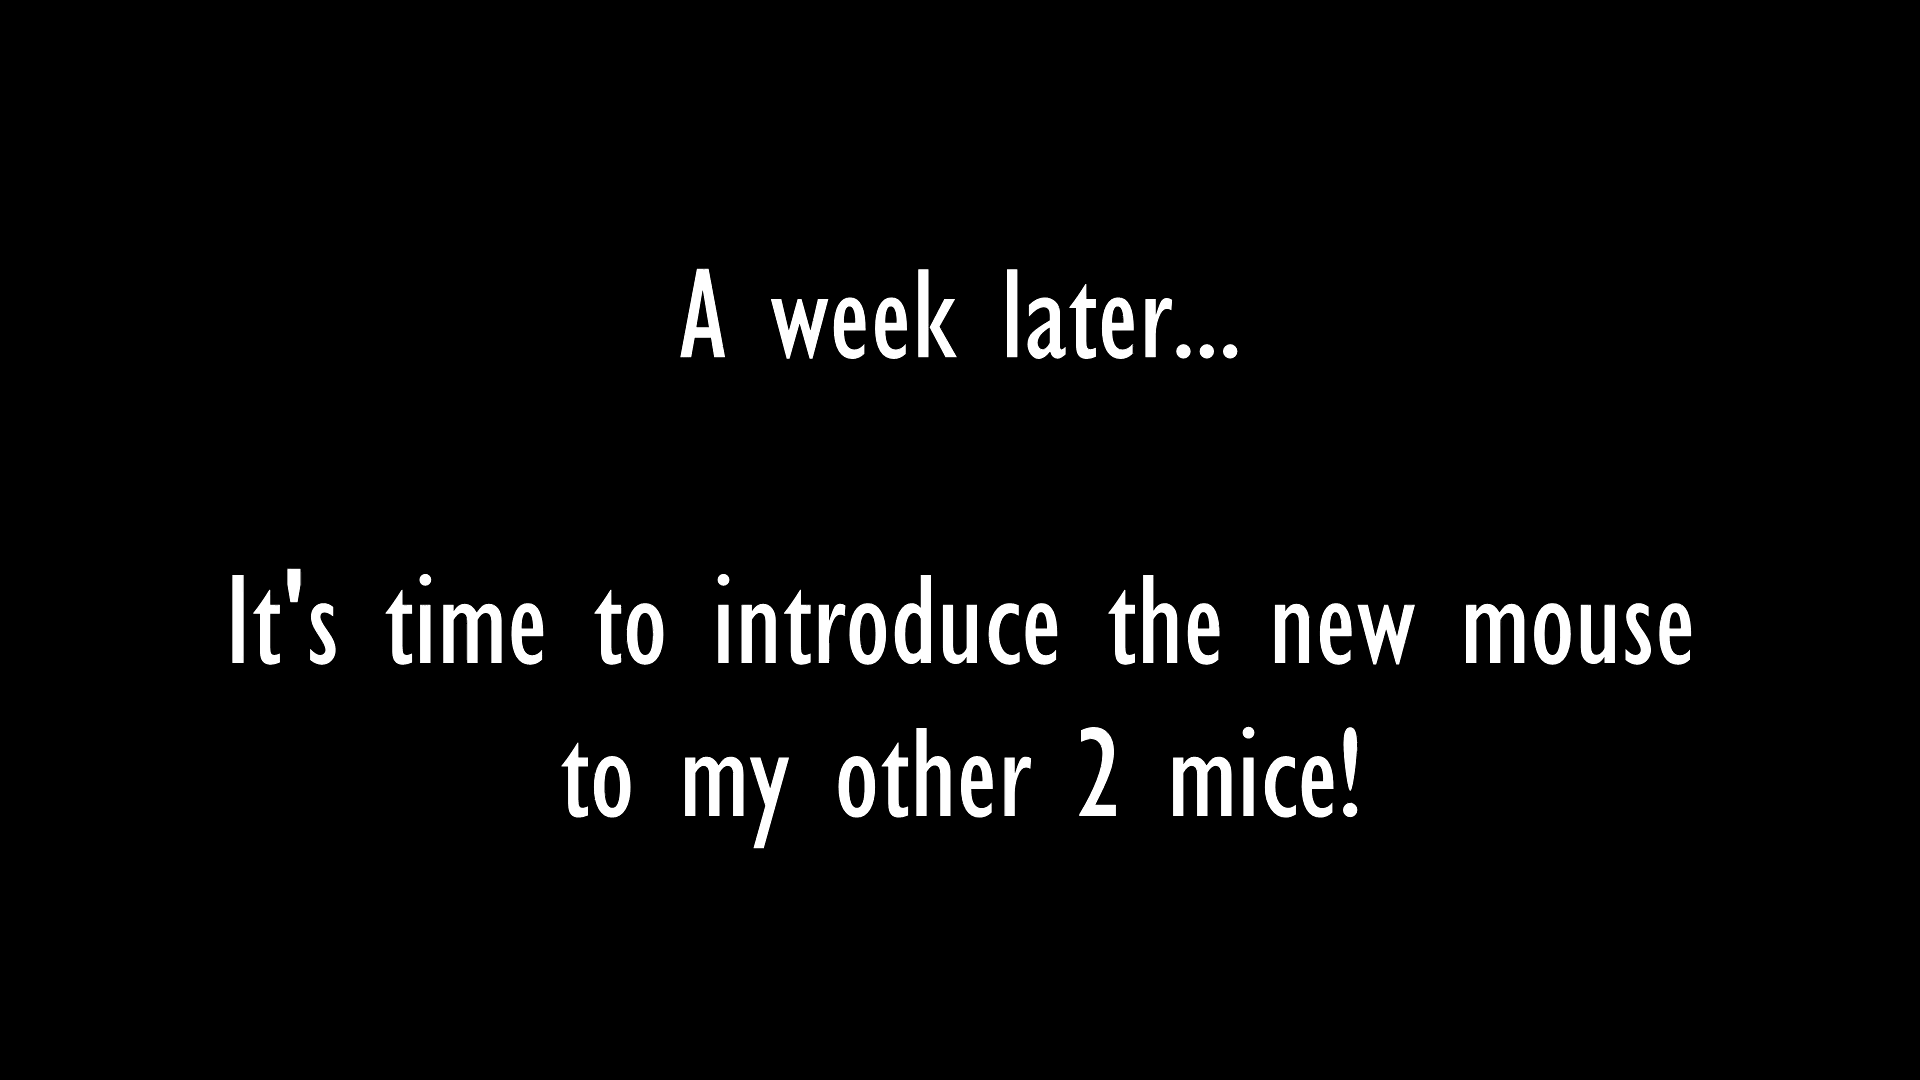 A week later...
It's time to introduce the new mouse
to my other 2 mice!